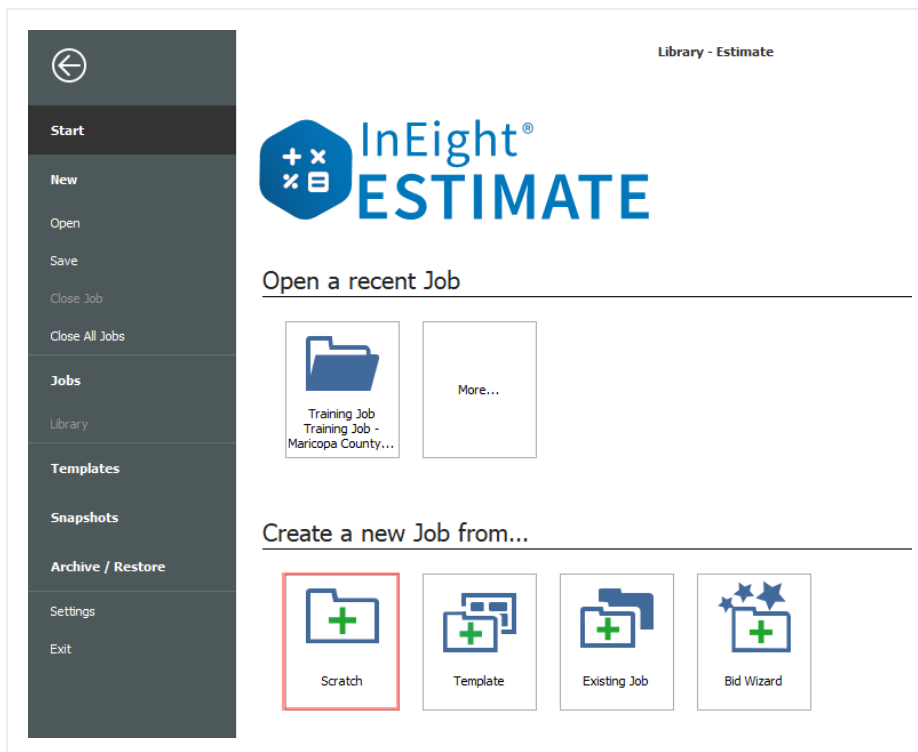 Library - Estimate
Start
New
Open
Save
Close Job
Close All Jobs
Jobs
Library
Templates
Snapshots
Archive / Restore
Settings
Exit
InEight®
ESTIMATE
Open a recent Job
Training Job
Training Job -
Maricopa County...
More...
Create a new Job from...
Scratch
Template
Existing Job
Bid Wizard